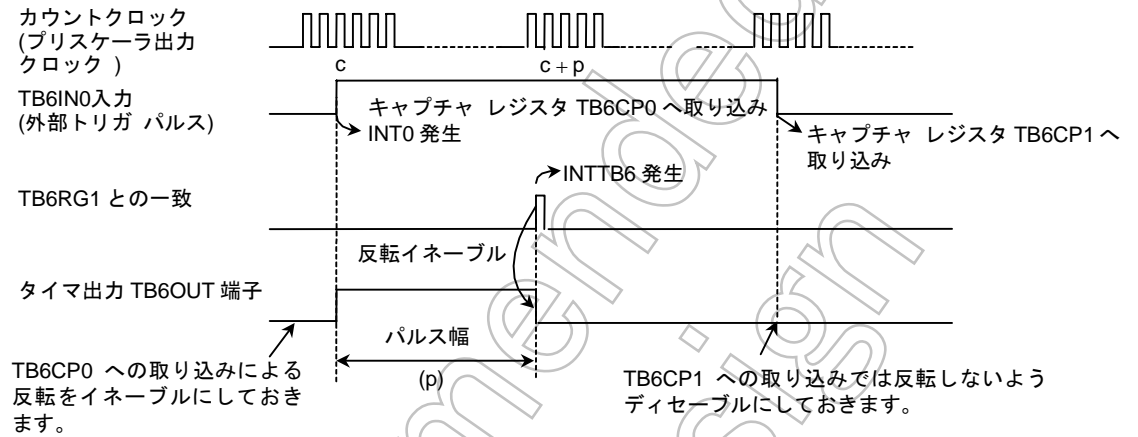 カウントクロック
(プリスケーラ出力
クロック )
c
c + p
TB6IN0入力
(外部トリガ パルス)
キャプチャ レジスタ TB6CP0 へ取り込み
INT0 発生
キャプチャ レジスタ TB6CP1 へ
取り込み
INTTB6 発生
TB6RG1 との一致
反転イネーブル
タイマ出力 TB6OUT 端子
パルス幅
(p)
TB6CP0 への取り込みによる
反転をイネーブルにしておき
ます。
TB6CP1 への取り込みでは反転しないよう
ディセーブルにしておきます。